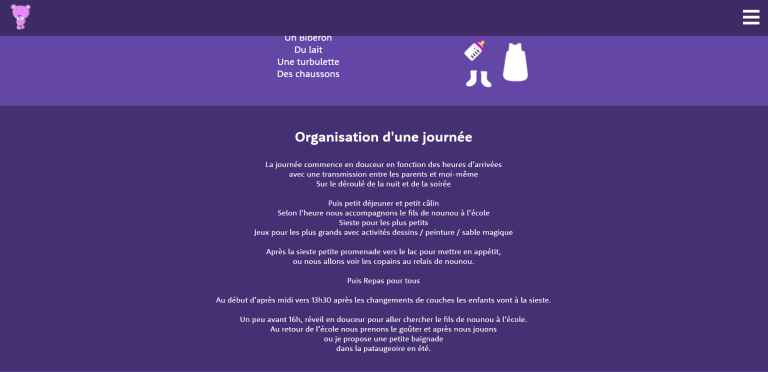 Un Biberon
Du lait
Une turbulette
Des chaussons
Organisation d'une journée
La journée commence en douceur en fonction des heures d'arrivées
avec une transmission entre les parents et moi-même
Sur le déroulé de la nuit et de la soirée
Puis petit déjeuner et petit câlin
Selon l'heure nous accompagnons le fils de nounou à l'école
Sieste pour les plus petits
Jeux pour les plus grands avec activités dessins / peinture / sable magique
Après la sieste petite promenade vers le lac pour mettre en appétit,
ou nous allons voir les copains au relais de nounou.
Puis Repas pour tous
Au début d'après midi vers 13h30 après les changements de couches les enfants vont à la sieste.
Un peu avant 16h, réveil en douceur pour aller chercher le fils de nounou à l'école.
Au retour de l'école nous prenons le goûter et après nous jouons
ou je propose une petite baignade
dans la pataugeoire en été.